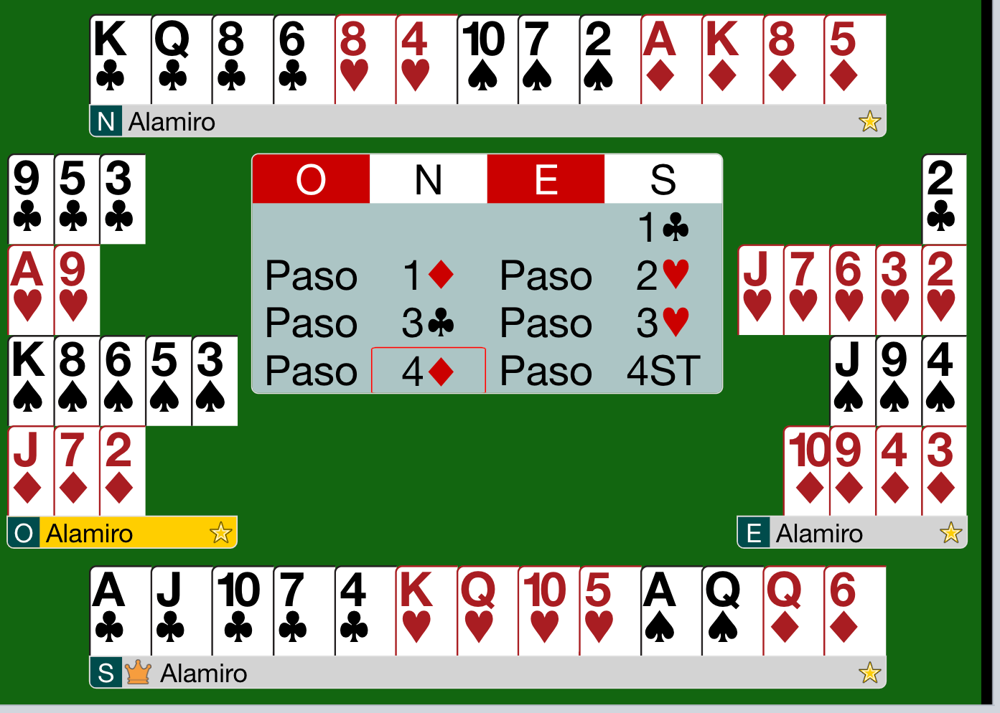 K♣ Q♣ 8♣ 6♣ 8♥ 4♥ 10♠ 7♠ 2♠ A♦ K♦ 8♦ 5♦
N Alamiro
9♣ 5♣ 3♣
A♥ 9♥
K♠ 8♠ 6♠ 5♠ 3♠
J♦ 7♦ 2♦
O Alamiro
O N E S
1♣
Paso 1♦ Paso 2♥
Paso 3♣ Paso 3♥
Paso 4♦ Paso 4ST
2♣
J♥ 7♥ 6♥ 3♥ 2♥
J♠ 9♠ 4♠
10♦ 9♦ 4♦ 3♦
E Alamiro
A♣ J♣ 10♣ 7♣ 4♣ K♥ Q♥ 10♥ 5♥ A♠ Q♠ Q♦ 6♦
S Alamiro